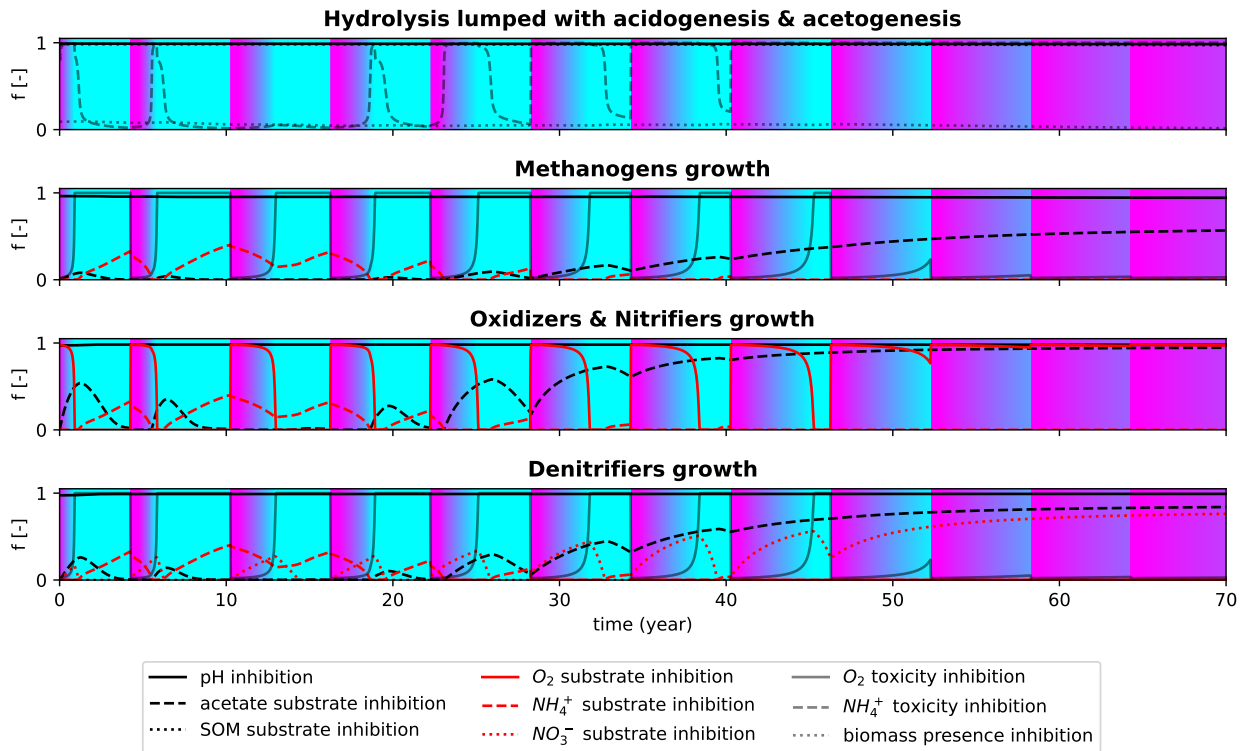 Hydrolysis lumped with acidogenesis & acetogenesis
1
f [-]
0
Methanogens growth
1
f [-]
0
Oxidizers & Nitrifiers growth
1
f [-]
0
Denitrifiers growth
1
f [-]
0
0 10 20 30 40 50 60 70
time (year)
pH inhibition O₂ substrate inhibition O₂ toxicity inhibition
acetate substrate inhibition NH₄⁺ substrate inhibition NH₄⁺ toxicity inhibition
SOM substrate inhibition NO₃⁻ substrate inhibition biomass presence inhibition